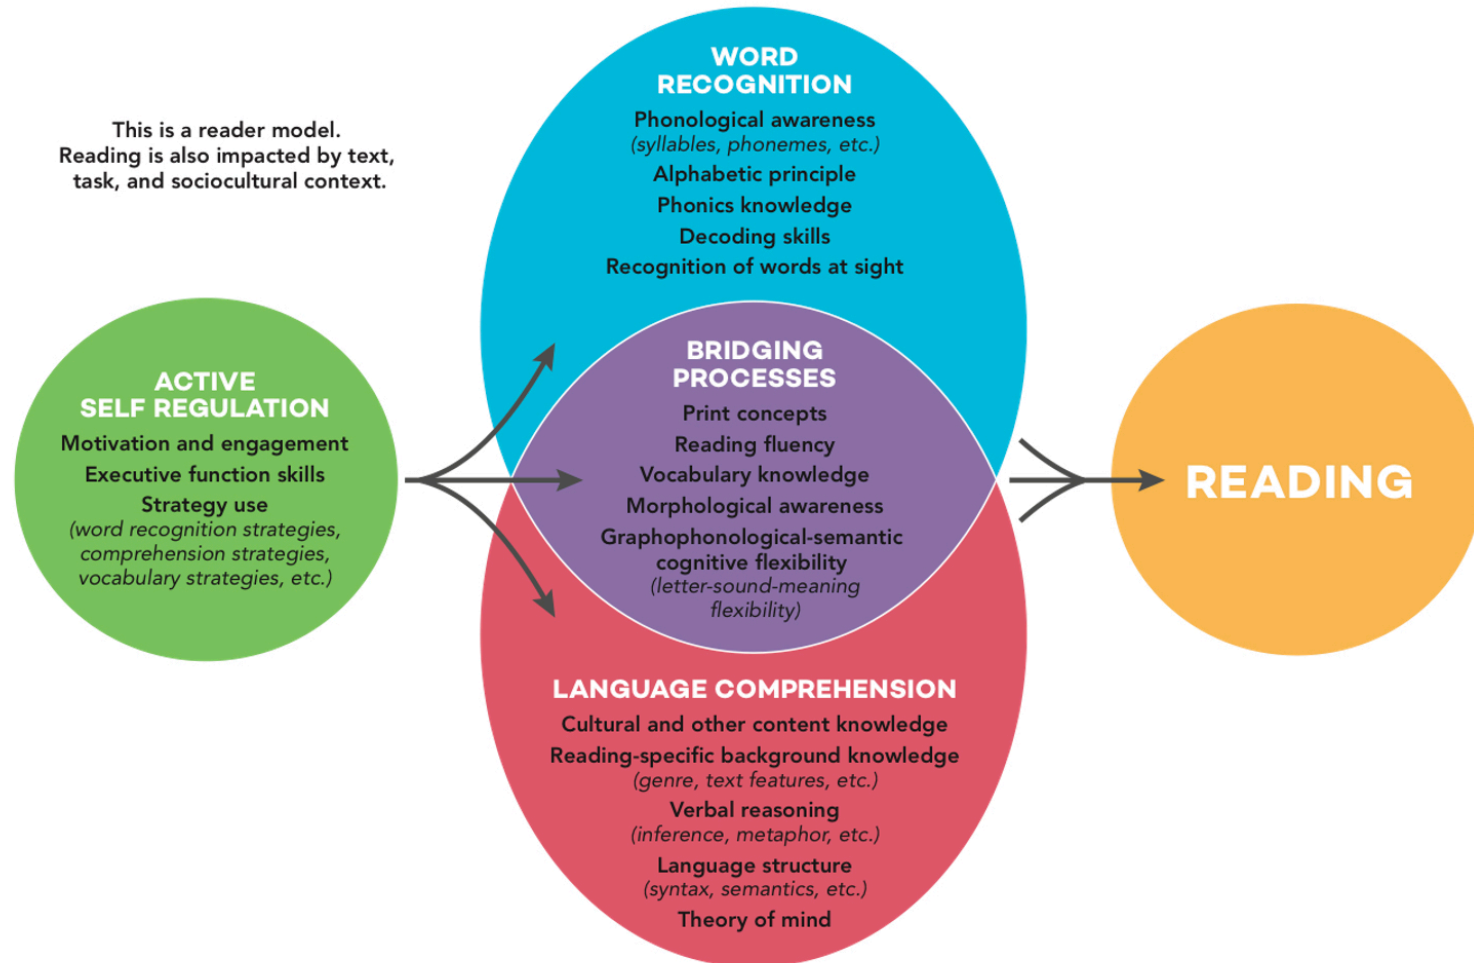 This is a reader model.
Reading is also impacted by text,
task, and sociocultural context.
ACTIVE
SELF REGULATION
Motivation and engagement
Executive function skills
Strategy use
(word recognition strategies,
comprehension strategies,
vocabulary strategies, etc.)
WORD
RECOGNITION
Phonological awareness
(syllables, phonemes, etc.)
Alphabetic principle
Phonics knowledge
Decoding skills
Recognition of words at sight
BRIDGING
PROCESSES
Print concepts
Reading fluency
Vocabulary knowledge
Morphological awareness
Graphophonological-semantic
cognitive flexibility
(letter-sound-meaning
flexibility)
LANGUAGE COMPREHENSION
Cultural and other content knowledge
Reading-specific background knowledge
(genre, text features, etc.)
Verbal reasoning
(inference, metaphor, etc.)
Language structure
(syntax, semantics, etc.)
Theory of mind
READING